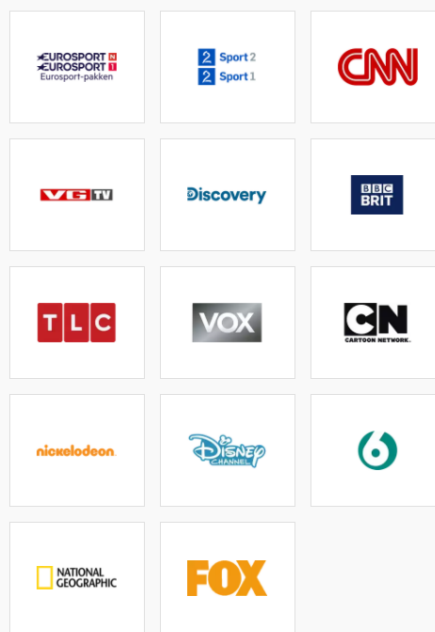 EUROSPORT N
EUROSPORT 1
Eurosport-pakken
2 Sport 2
2 Sport 1
CNN
VG TV
Discovery
BBC
BRIT
TLC
VOX
CN
CARTOON NETWORK.
nickelodeon
Disney
CHANNEL
6
NATIONAL
GEOGRAPHIC
FOX